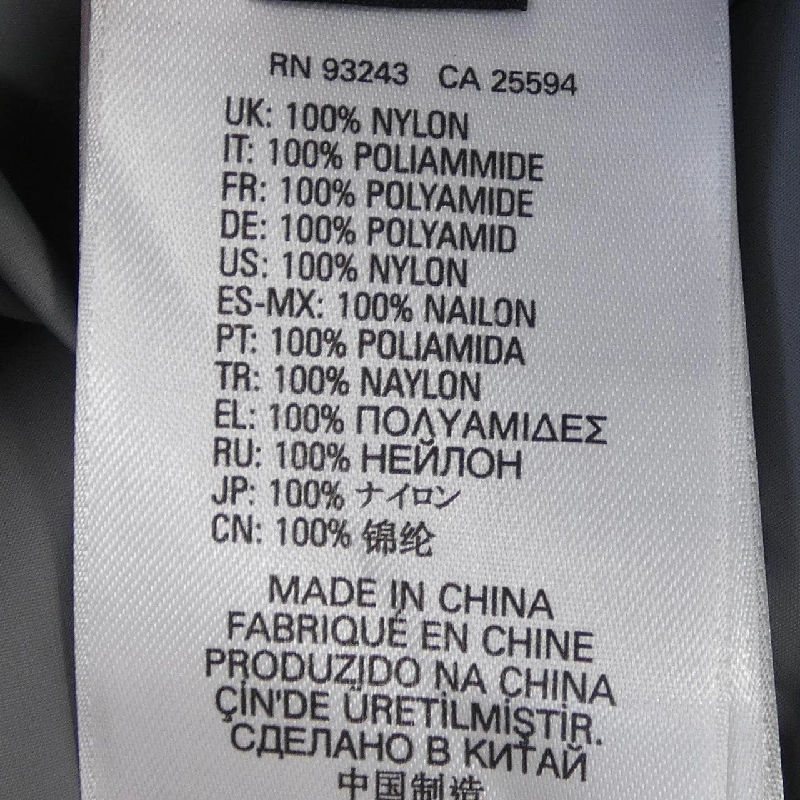 RN 93243 CA 25594
UK: 100% NYLON
IT: 100% POLIAMMIDE
FR: 100% POLYAMIDE
DE: 100% POLYAMID
US: 100% NYLON
ES-MX: 100% NAILON
PT: 100% POLIAMIDA
TR: 100% NAYLON
EL: 100% ΠΟΛΥΑΜΙΔΕΣ
RU: 100% НЕЙЛОН
JP: 100% ナイロン
CN: 100% 锦纶
MADE IN CHINA
FABRIQUÉ EN CHINE
PRODUZIDO NA CHINA
ÇİN'DE ÜRETİLMİŞTİR.
СДЕЛАНО В КИТАЙ
中国制造